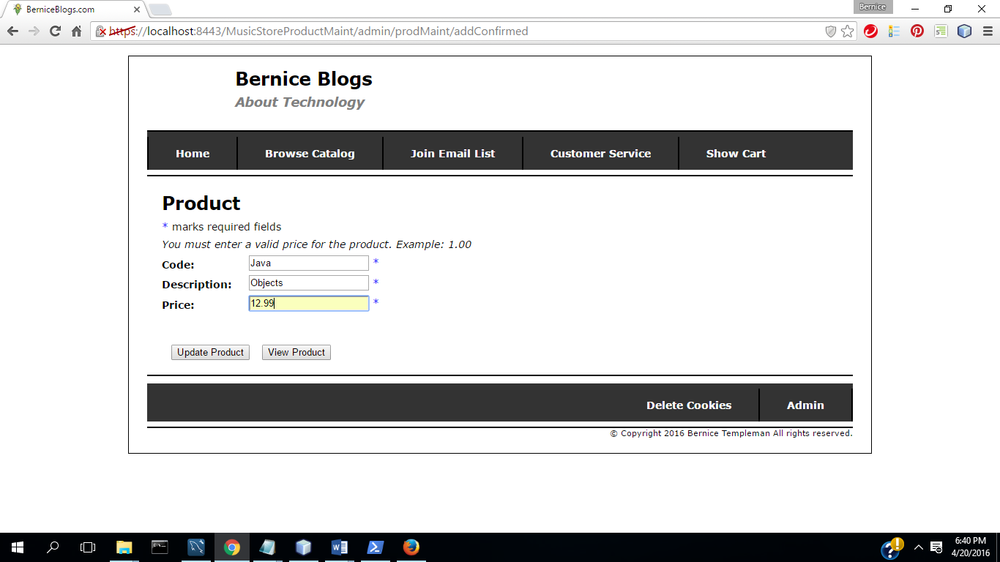 BerniceBlogs.com
Bernice
https://localhost:8443/MusicStoreProductMaint/admin/prodMaint/addConfirmed
Bernice Blogs
About Technology
Home Browse Catalog Join Email List Customer Service Show Cart
Product
* marks required fields
You must enter a valid price for the product. Example: 1.00
Code: Java *
Description: Objects *
Price: 12.99 *
Update Product View Product
Delete Cookies Admin
© Copyright 2016 Bernice Templeman All rights reserved.
6:40 PM
4/20/2016